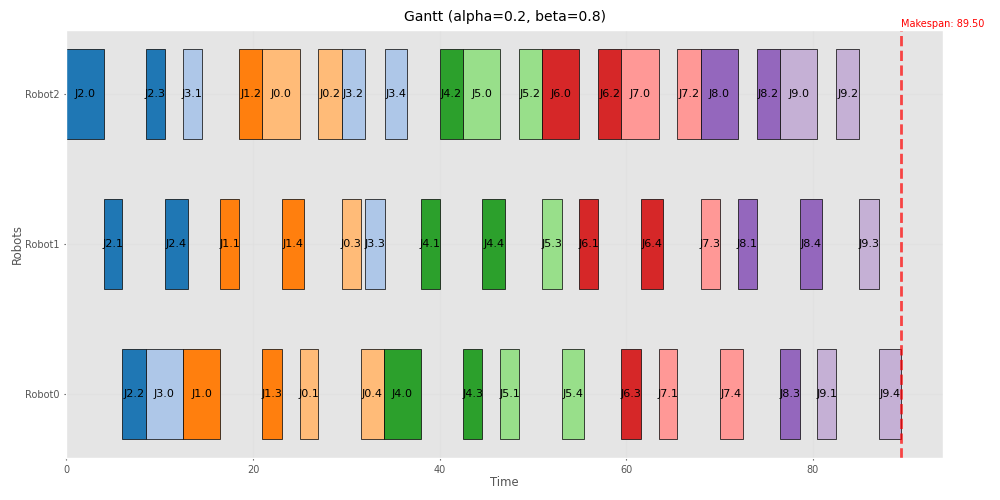 Gantt (alpha=0.2, beta=0.8)
Makespan: 89.50
Robot2
J2.0 J2.3 J3.1 J1.2 J0.0 J0.2 J3.2 J3.4 J4.2 J5.0 J5.2 J6.0 J6.2 J7.0 J7.2 J8.0 J8.2 J9.0 J9.2
Robot1
J2.1 J2.4 J1.1 J1.4 J0.3 J3.3 J4.1 J4.4 J5.3 J6.1 J6.4 J7.3 J8.1 J8.4 J9.3
Robots
Robot0
J2.2 J3.0 J1.0 J1.3 J0.1 J0.4 J4.0 J4.3 J5.1 J5.4 J6.3 J7.1 J7.4 J8.3 J9.1 J9.4
0 20 40 60 80
Time